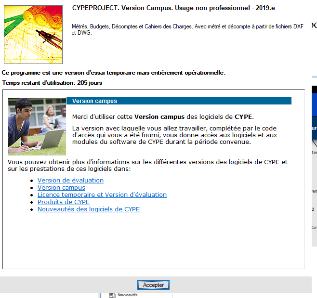 CYPEPROJECT. Version Campus. Usage non professionnel - 2019.e
Métrés, Budgets, Décomptes et Cahiers des Charges. Avec métré et décompte à partir de fichiers DXF
et DWG.
Ce programme est une version d'essai temporaire mais entièrement opérationnelle.
Temps restant d'utilisation: 205 jours
Version campus
Merci d'utiliser cette Version campus des logiciels de CYPE.
La version avec laquelle vous allez travailler, complétée par le code
d'accès qui vous a été fourni, vous donne accès aux logiciels et aux
modules du software de CYPE durant la période convenue.
Vous pouvez obtenir plus d'informations sur les différentes versions des logiciels de CYPE et
sur les prestations de ces logiciels dans:
• Version de évaluation
• Version campus
• Licence temporaire et Version d'évaluation
• Produits de CYPE
• Nouveautés des logiciels de CYPE
Accepter